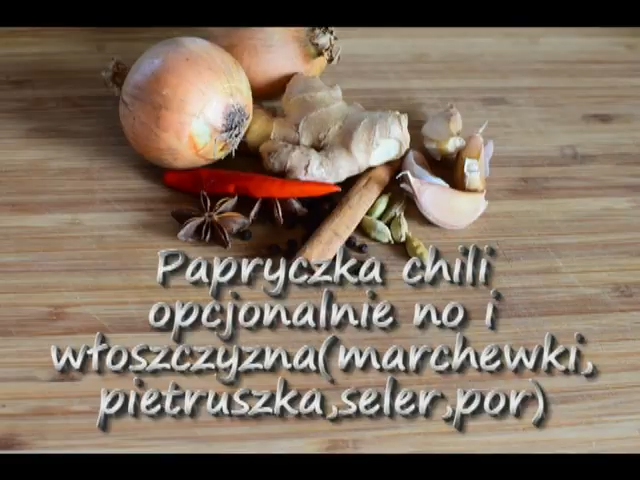 Papryczka chili
opcjonalnie no i
włoszczyzna(marchewki,
pietruszka,seler,por)